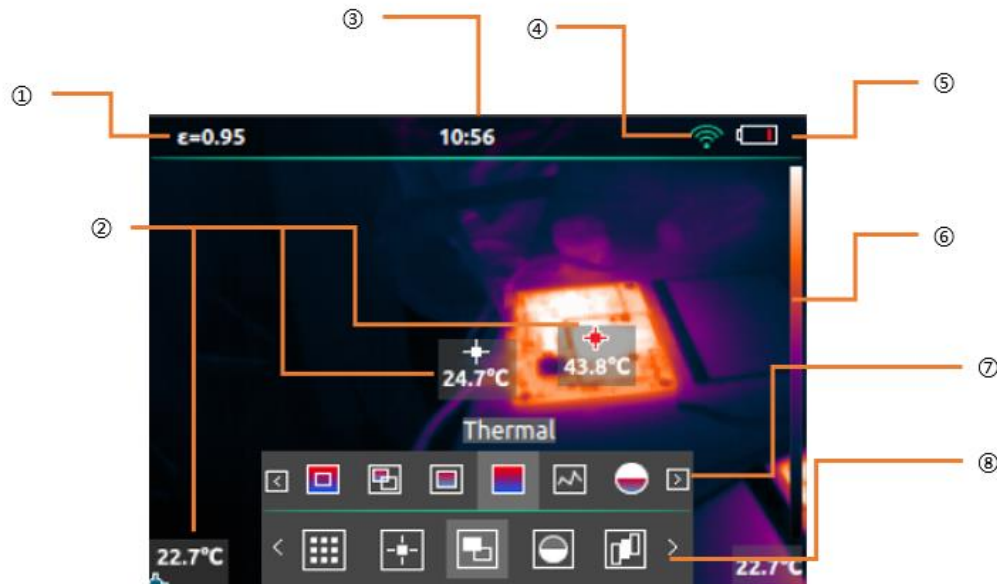 ③
④
①
⑤
ε=0.95
10:56
②
⑥
24.7°C
43.8°C
⑦
Thermal
⑧
22.7°C
22.7°C